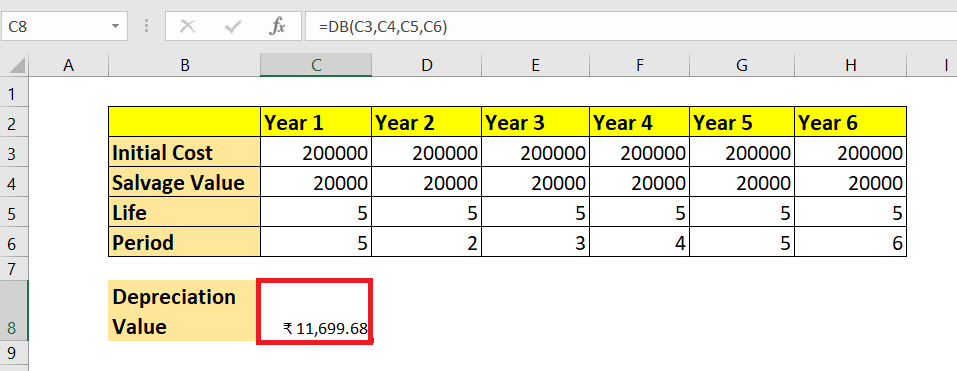 C8 fx =DB(C3,C4,C5,C6)
A B C D E F G H I
1
2 Year 1 Year 2 Year 3 Year 4 Year 5 Year 6
3 Initial Cost 200000 200000 200000 200000 200000 200000
4 Salvage Value 20000 20000 20000 20000 20000 20000
5 Life 5 5 5 5 5 5
6 Period 5 2 3 4 5 6
7
Depreciation
8 Value ₹ 11,699.68
9